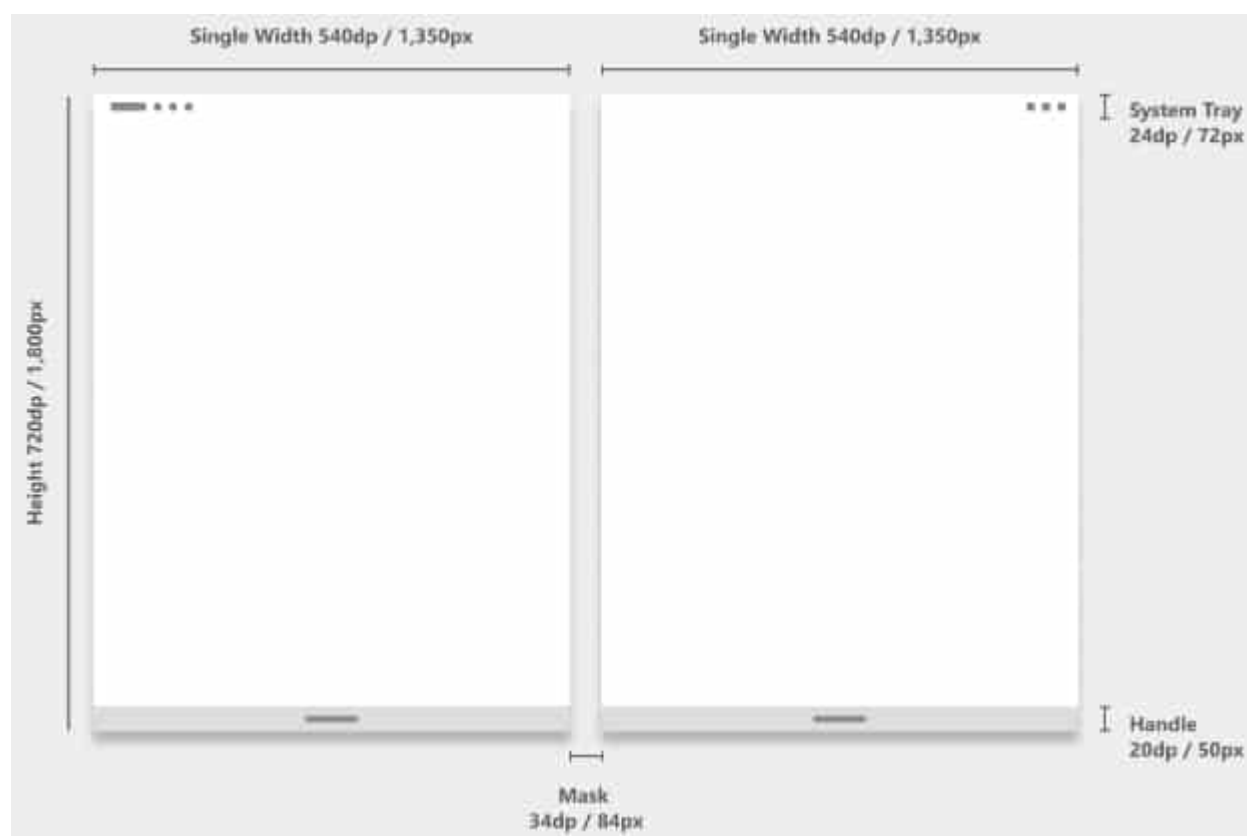 Single Width 540dp / 1,350px
Single Width 540dp / 1,350px
System Tray
24dp / 72px
Height 720dp / 1,800px
Handle
20dp / 50px
Mask
34dp / 84px